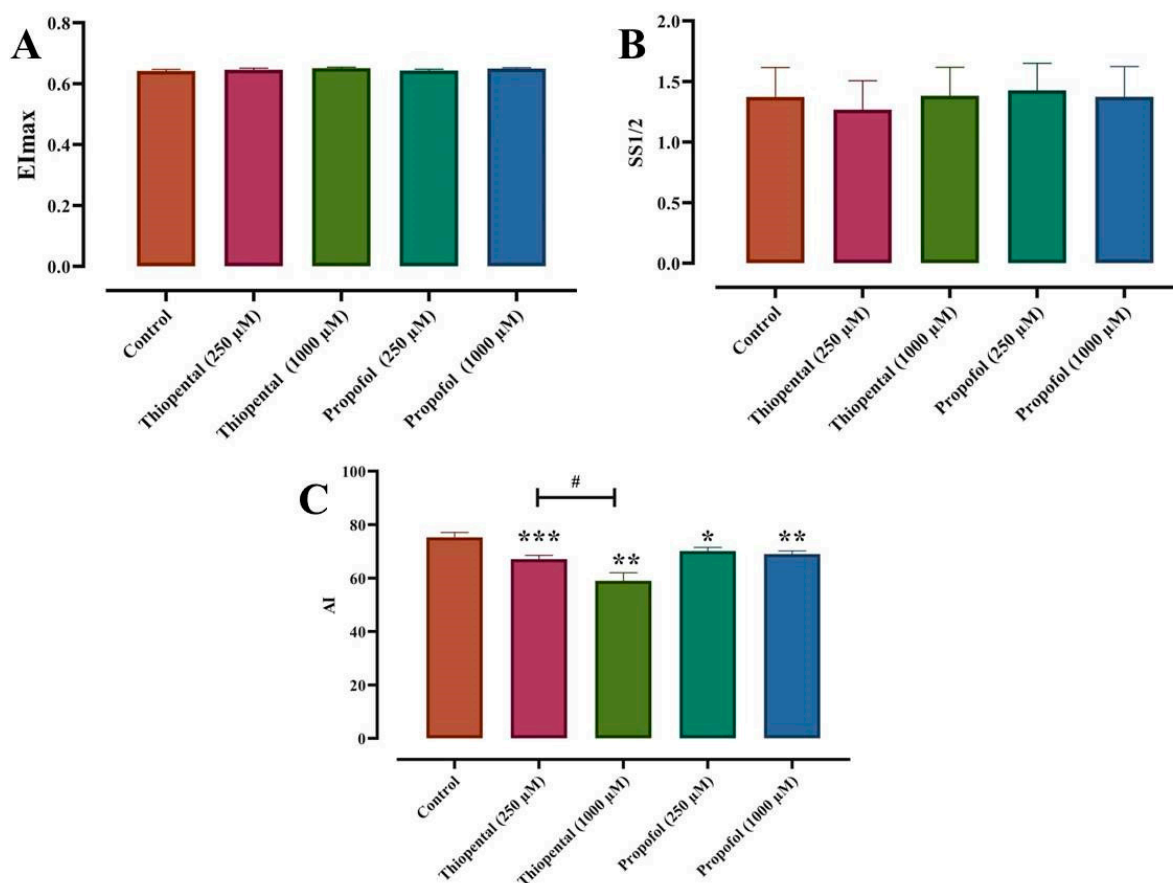 A
EImax
0.8
0.6
0.4
0.2
0.0
Control
Thiopental (250 µM)
Thiopental (1000 µM)
Propofol (250 µM)
Propofol (1000 µM)
B
SS1/2
2.0
1.5
1.0
0.5
0.0
Control
Thiopental (250 µM)
Thiopental (1000 µM)
Propofol (250 µM)
Propofol (1000 µM)
C
AI
100
80
60
40
20
0
#
***
**
*
**
Control
Thiopental (250 µM)
Thiopental (1000 µM)
Propofol (250 µM)
Propofol (1000 µM)